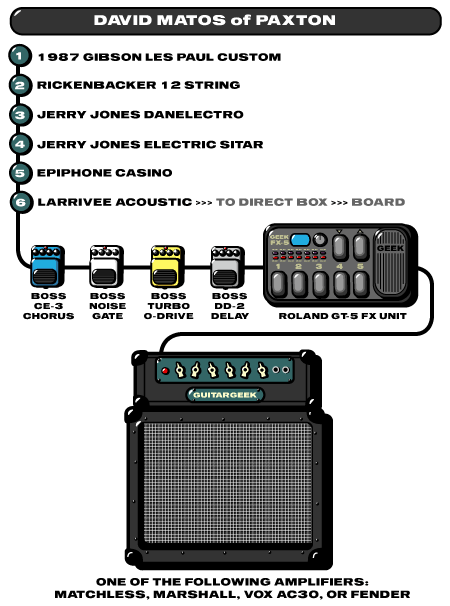 DAVID MATOS of PAXTON
1 1987 GIBSON LES PAUL CUSTOM
2 RICKENBACKER 12 STRING
3 JERRY JONES DANELECTRO
4 JERRY JONES ELECTRIC SITAR
5 EPIPHONE CASINO
6 LARRIVEE ACOUSTIC >>> TO DIRECT BOX >>> BOARD
GEEK
FX-5
GEEK
1 2 3 4 5
BOSS
CE-3
CHORUS
BOSS
NOISE
GATE
BOSS
TURBO
O-DRIVE
BOSS
DD-2
DELAY
ROLAND GT-5 FX UNIT
GUITARGEEK
ONE OF THE FOLLOWING AMPLIFIERS:
MATCHLESS, MARSHALL, VOX AC30, OR FENDER